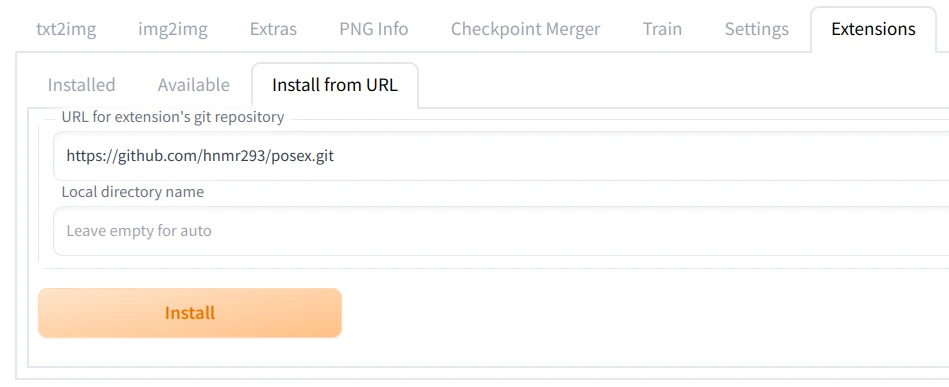 txt2img img2img Extras PNG Info Checkpoint Merger Train Settings Extensions
Installed Available Install from URL
URL for extension's git repository
https://github.com/hnmr293/posex.git
Local directory name
Leave empty for auto
Install